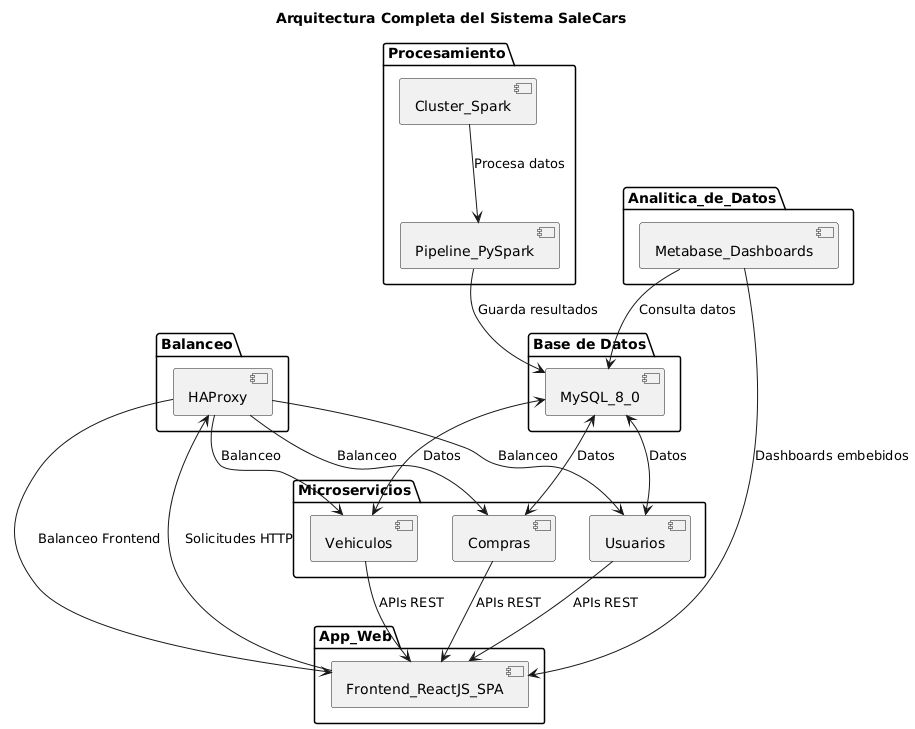 Arquitectura Completa del Sistema SaleCars
Procesamiento
Cluster_Spark
Procesa datos
Analitica_de_Datos
Pipeline_PySpark
Metabase_Dashboards
Guarda resultados
Consulta datos
Balanceo
Base de Datos
HAProxy
MySQL_8_0
Balanceo
Balanceo
Datos
Balanceo
Datos
Datos
Dashboards embebidos
Microservicios
Balanceo Frontend
Solicitudes HTTP
Vehiculos
Compras
Usuarios
APIs REST
APIs REST
APIs REST
App_Web
Frontend_ReactJS_SPA